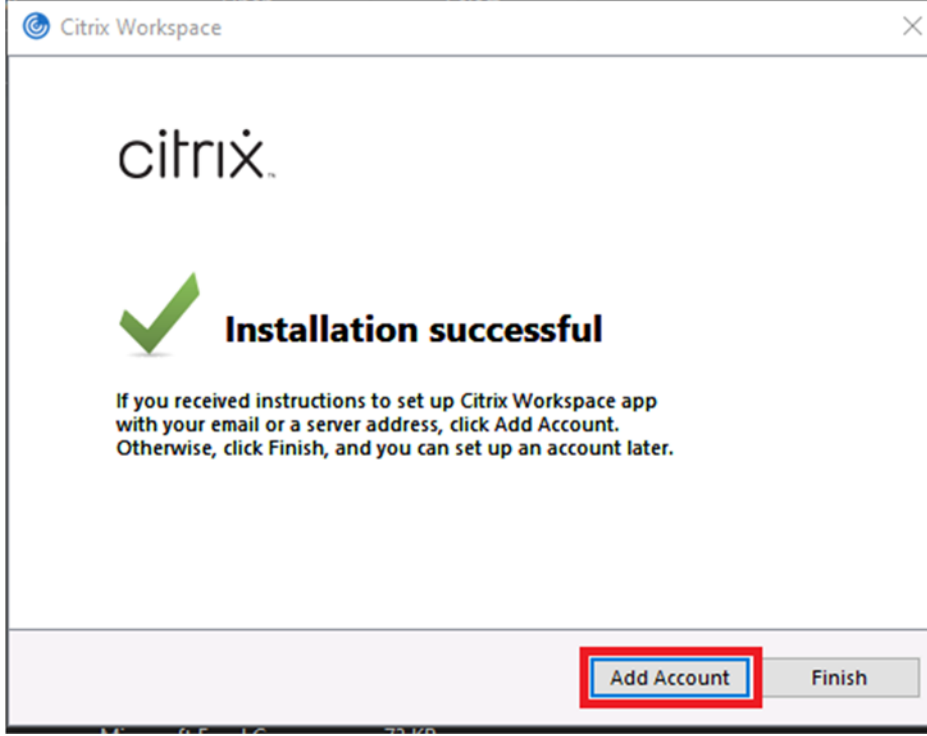 Citrix Workspace
citrix
Installation successful
If you received instructions to set up Citrix Workspace app
with your email or a server address, click Add Account.
Otherwise, click Finish, and you can set up an account later.
Add Account
Finish